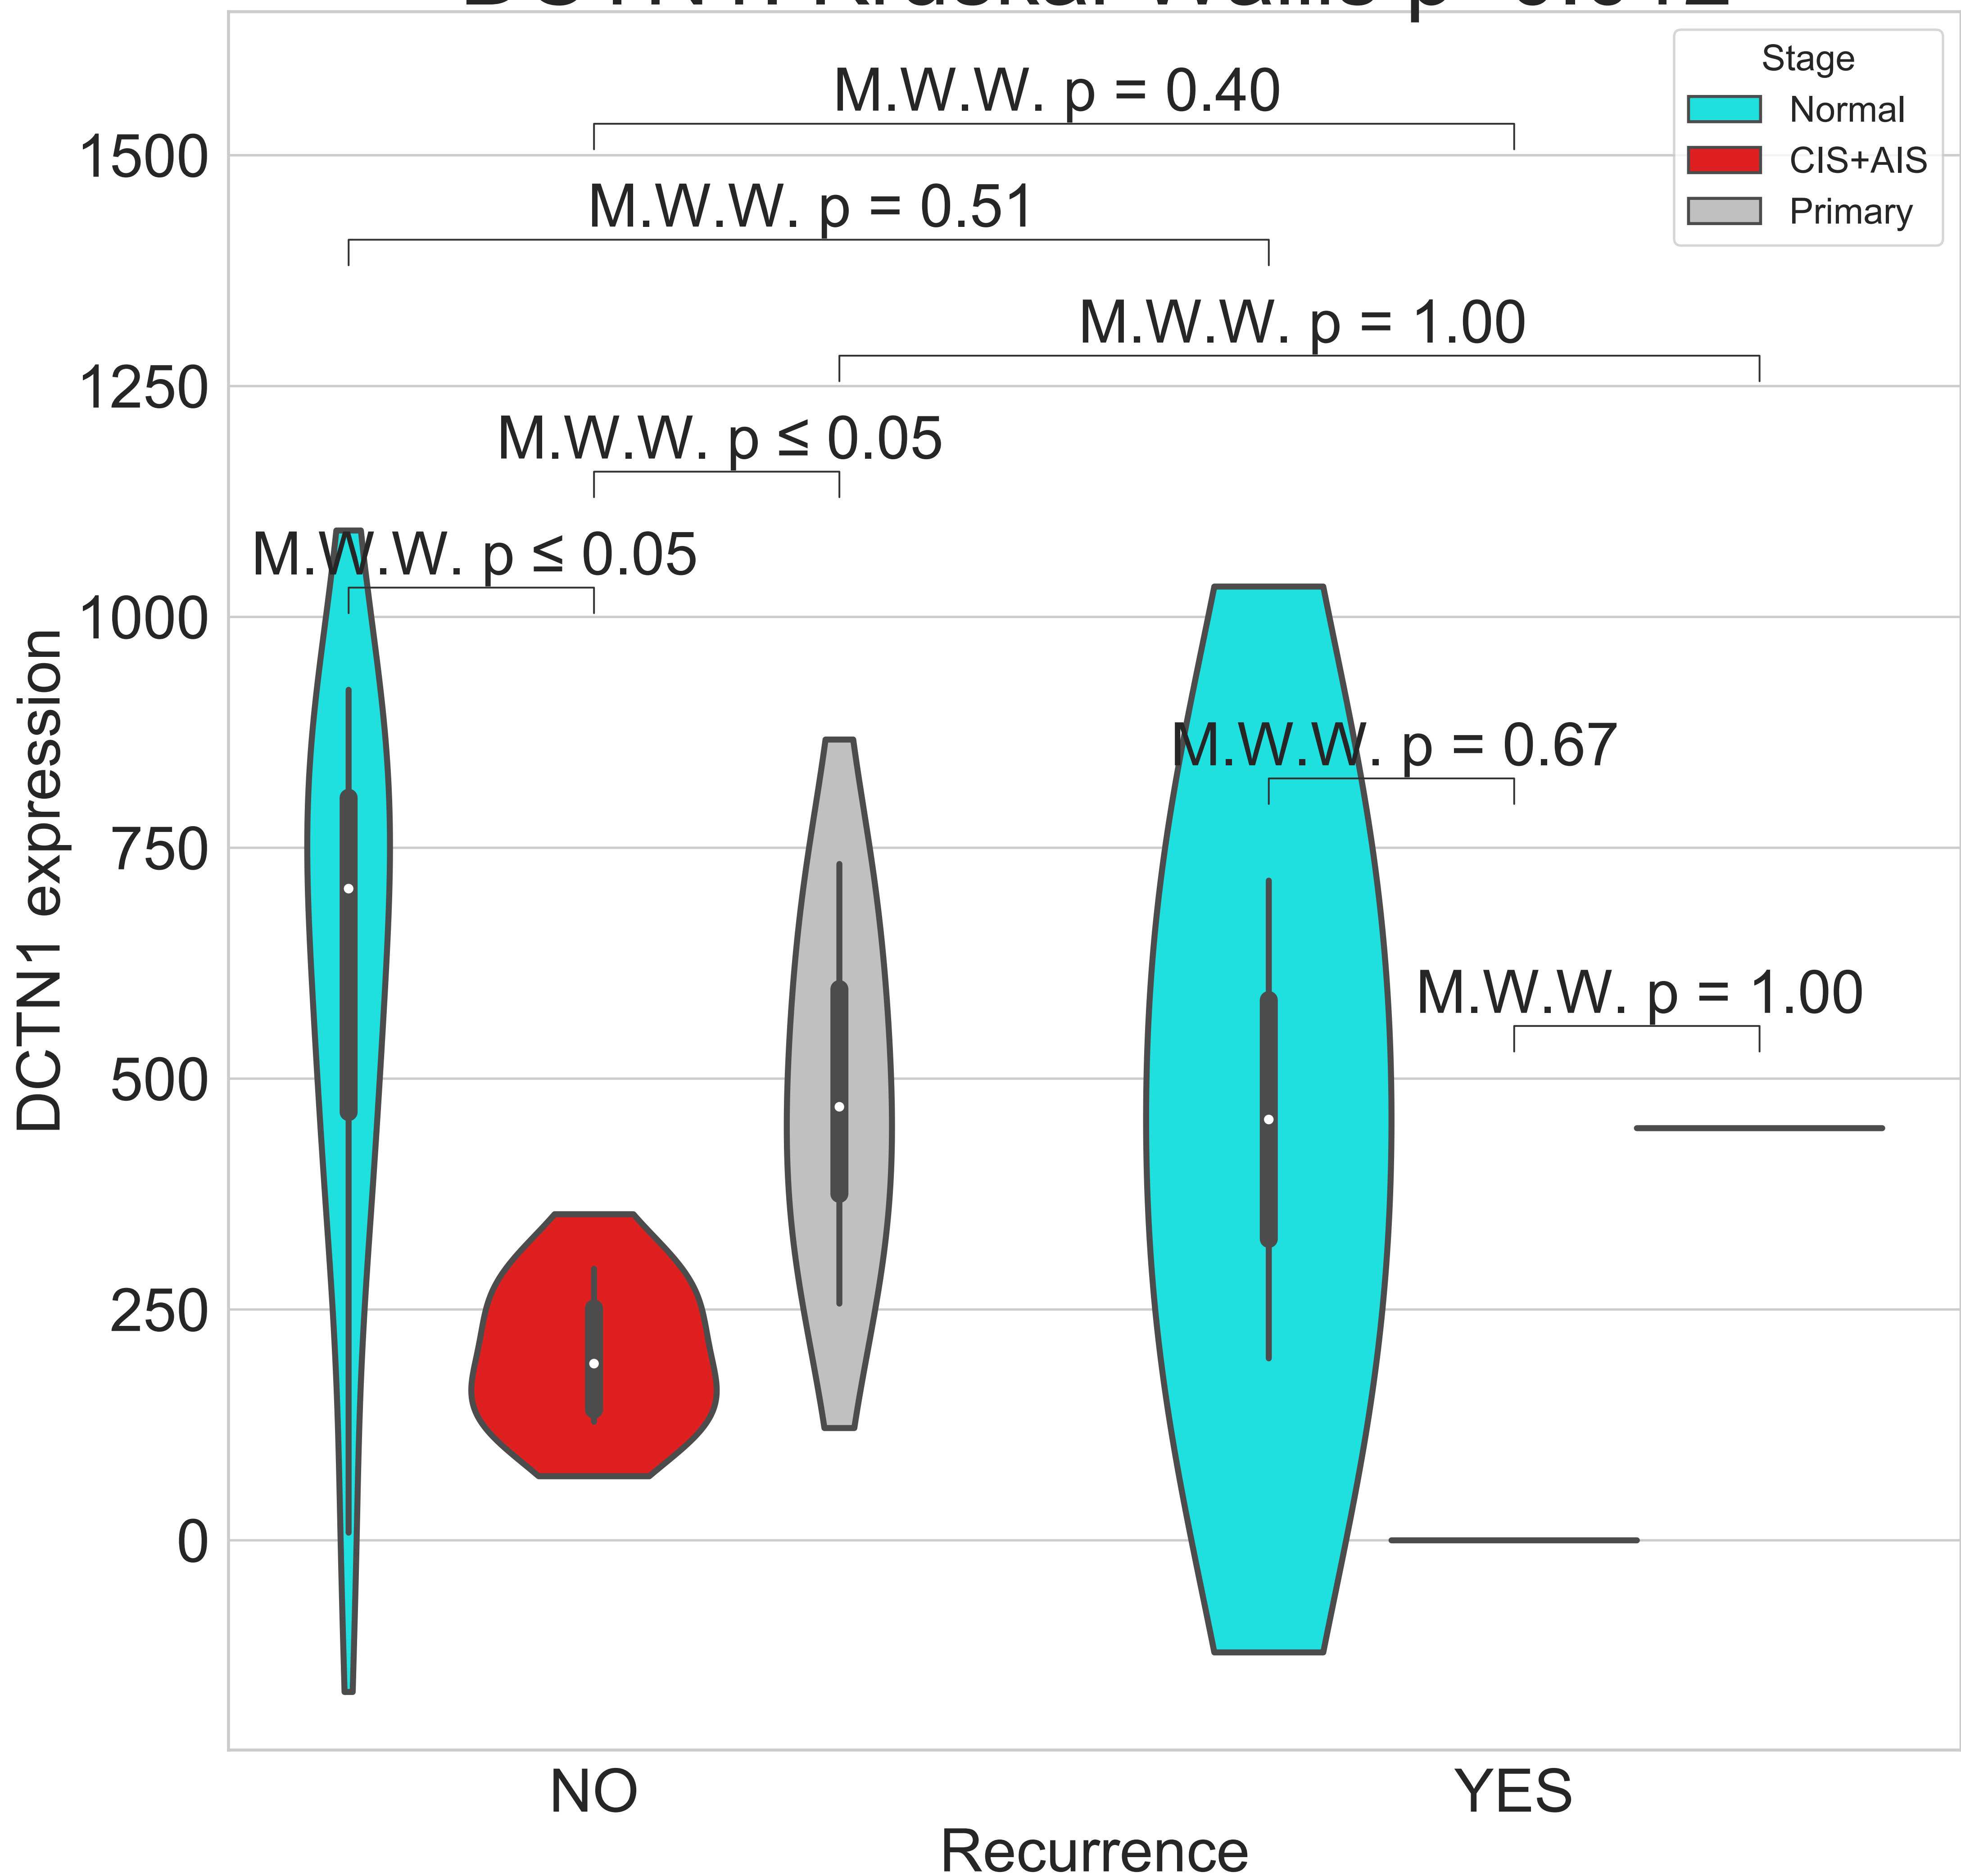 Stage
Normal
CIS+AIS
Primary
M.W.W. p = 0.40
M.W.W. p = 0.51
M.W.W. p = 1.00
M.W.W. p ≤ 0.05
M.W.W. p ≤ 0.05
M.W.W. p = 0.67
M.W.W. p = 1.00
1500
1250
1000
750
500
250
0
DCTN1 expression
NO
YES
Recurrence